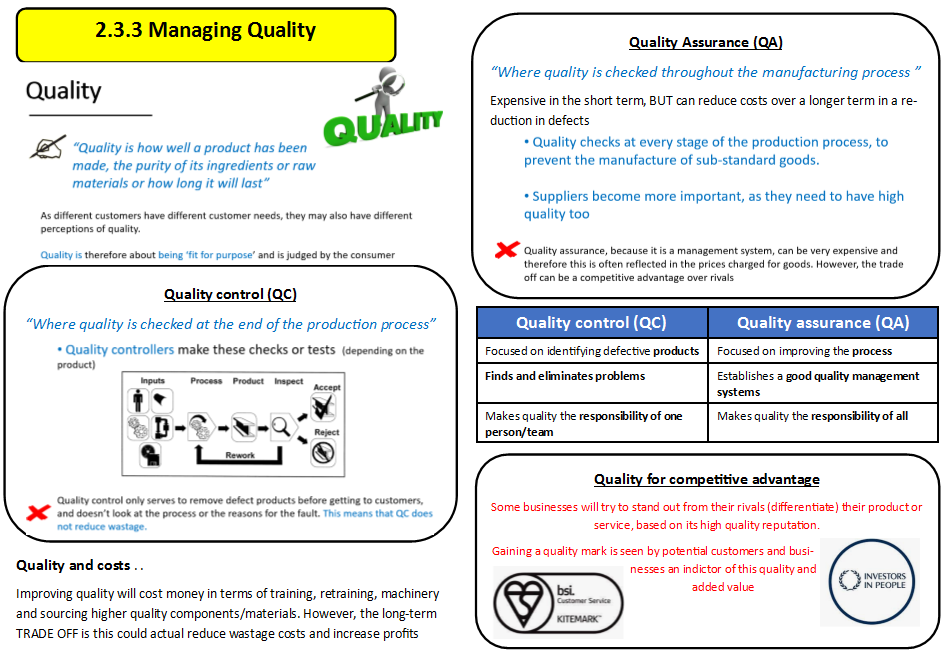 2.3.3 Managing Quality
Quality
QUALITY
“Quality is how well a product has been
made, the purity of its ingredients or raw
materials or how long it will last”
As different customers have different customer needs, they may also have different
perceptions of quality.
Quality is therefore about being ‘fit for purpose’ and is judged by the consumer
Quality control (QC)
“Where quality is checked at the end of the production process”
• Quality controllers make these checks or tests (depending on the
product)
Inputs Process Product Inspect Accept
Reject
Rework
Quality control only serves to remove defect products before getting to customers,
and doesn’t look at the process or the reasons for the fault. This means that QC does
not reduce wastage.
Quality and costs . .
Improving quality will cost money in terms of training, retraining, machinery
and sourcing higher quality components/materials. However, the long-term
TRADE OFF is this could actual reduce wastage costs and increase profits
Quality Assurance (QA)
“Where quality is checked throughout the manufacturing process ”
Expensive in the short term, BUT can reduce costs over a longer term in a re-
duction in defects
• Quality checks at every stage of the production process, to
prevent the manufacture of sub-standard goods.
• Suppliers become more important, as they need to have high
quality too
Quality assurance, because it is a management system, can be very expensive and
therefore this is often reflected in the prices charged for goods. However, the trade
off can be a competitive advantage over rivals
Quality control (QC) Quality assurance (QA)
Focused on identifying defective products Focused on improving the process
Finds and eliminates problems Establishes a good quality management
systems
Makes quality the responsibility of one Makes quality the responsibility of all
person/team
Quality for competitive advantage
Some businesses will try to stand out from their rivals (differentiate) their product or
service, based on its high quality reputation.
Gaining a quality mark is seen by potential customers and busi-
nesses an indictor of this quality and
added value
bsi.
Customer Service
KITEMARK™
INVESTORS
IN PEOPLE